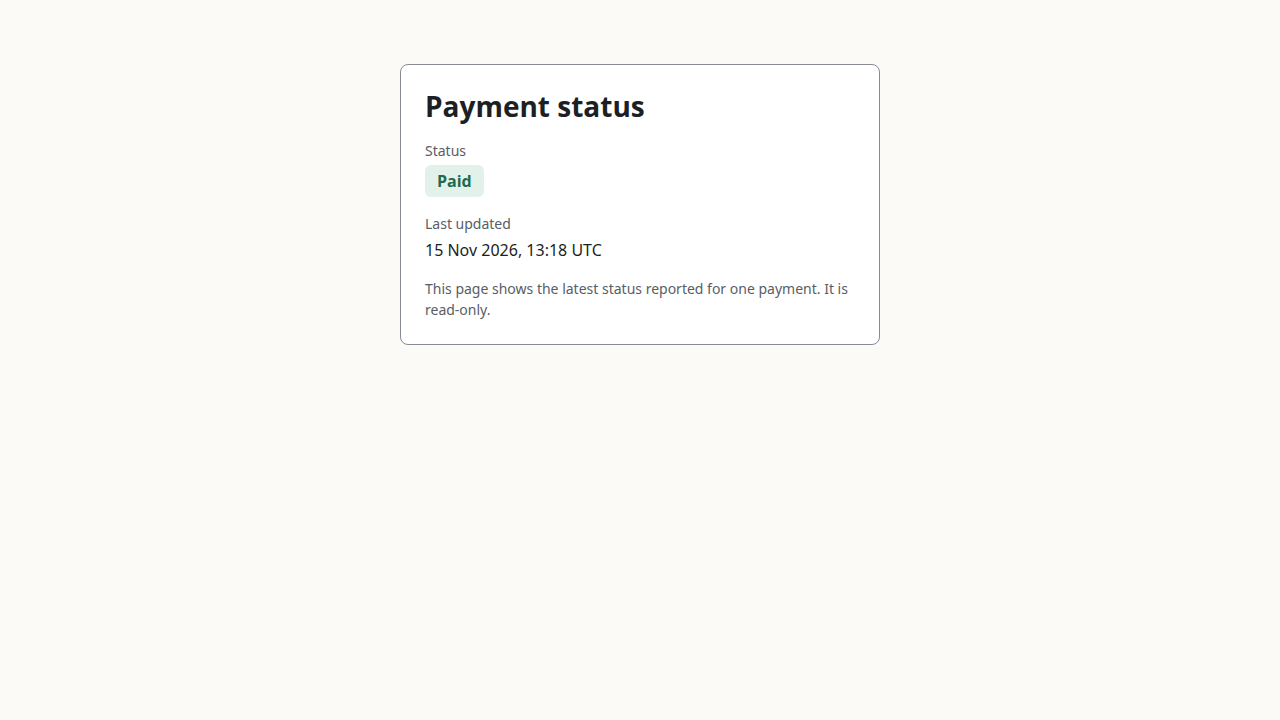 Payment status
Status
Paid
Last updated
15 Nov 2026, 13:18 UTC
This page shows the latest status reported for one payment. It is
read-only.